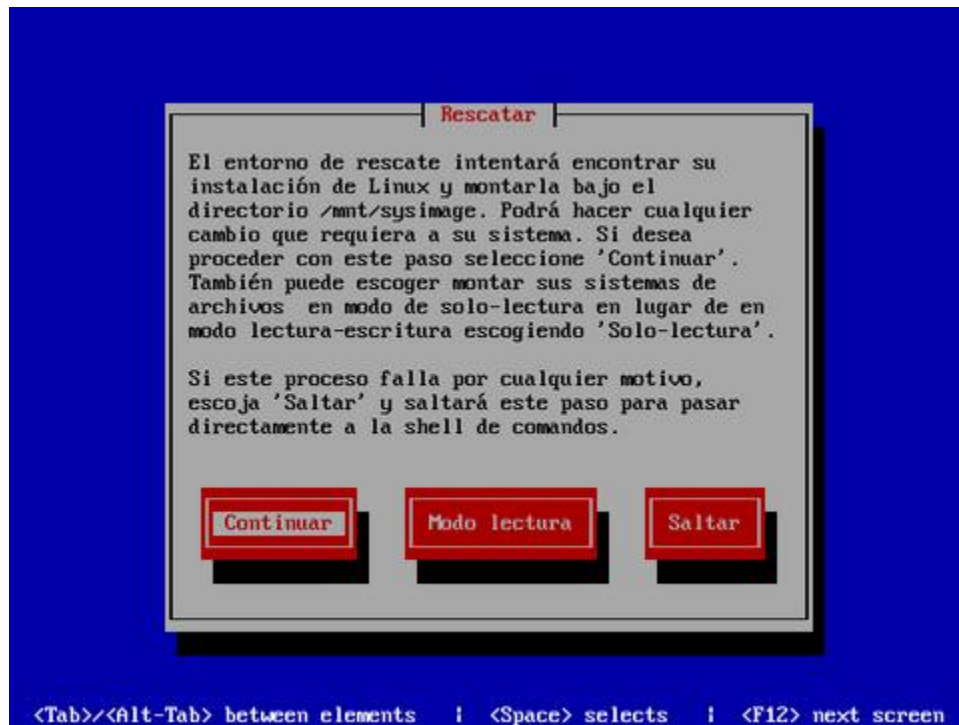 Rescatar
El entorno de rescate intentará encontrar su
instalación de Linux y montarla bajo el
directorio /mnt/sysimage. Podrá hacer cualquier
cambio que requiera a su sistema. Si desea
proceder con este paso seleccione 'Continuar'.
También puede escoger montar sus sistemas de
archivos  en modo de solo-lectura en lugar de en
modo lectura-escritura escogiendo 'Solo-lectura'.
Si este proceso falla por cualquier motivo,
escoja 'Saltar' y saltará este paso para pasar
directamente a la shell de comandos.
Continuar Modo lectura Saltar
<Tab>/<Alt-Tab> between elements | <Space> selects | <F12> next screen